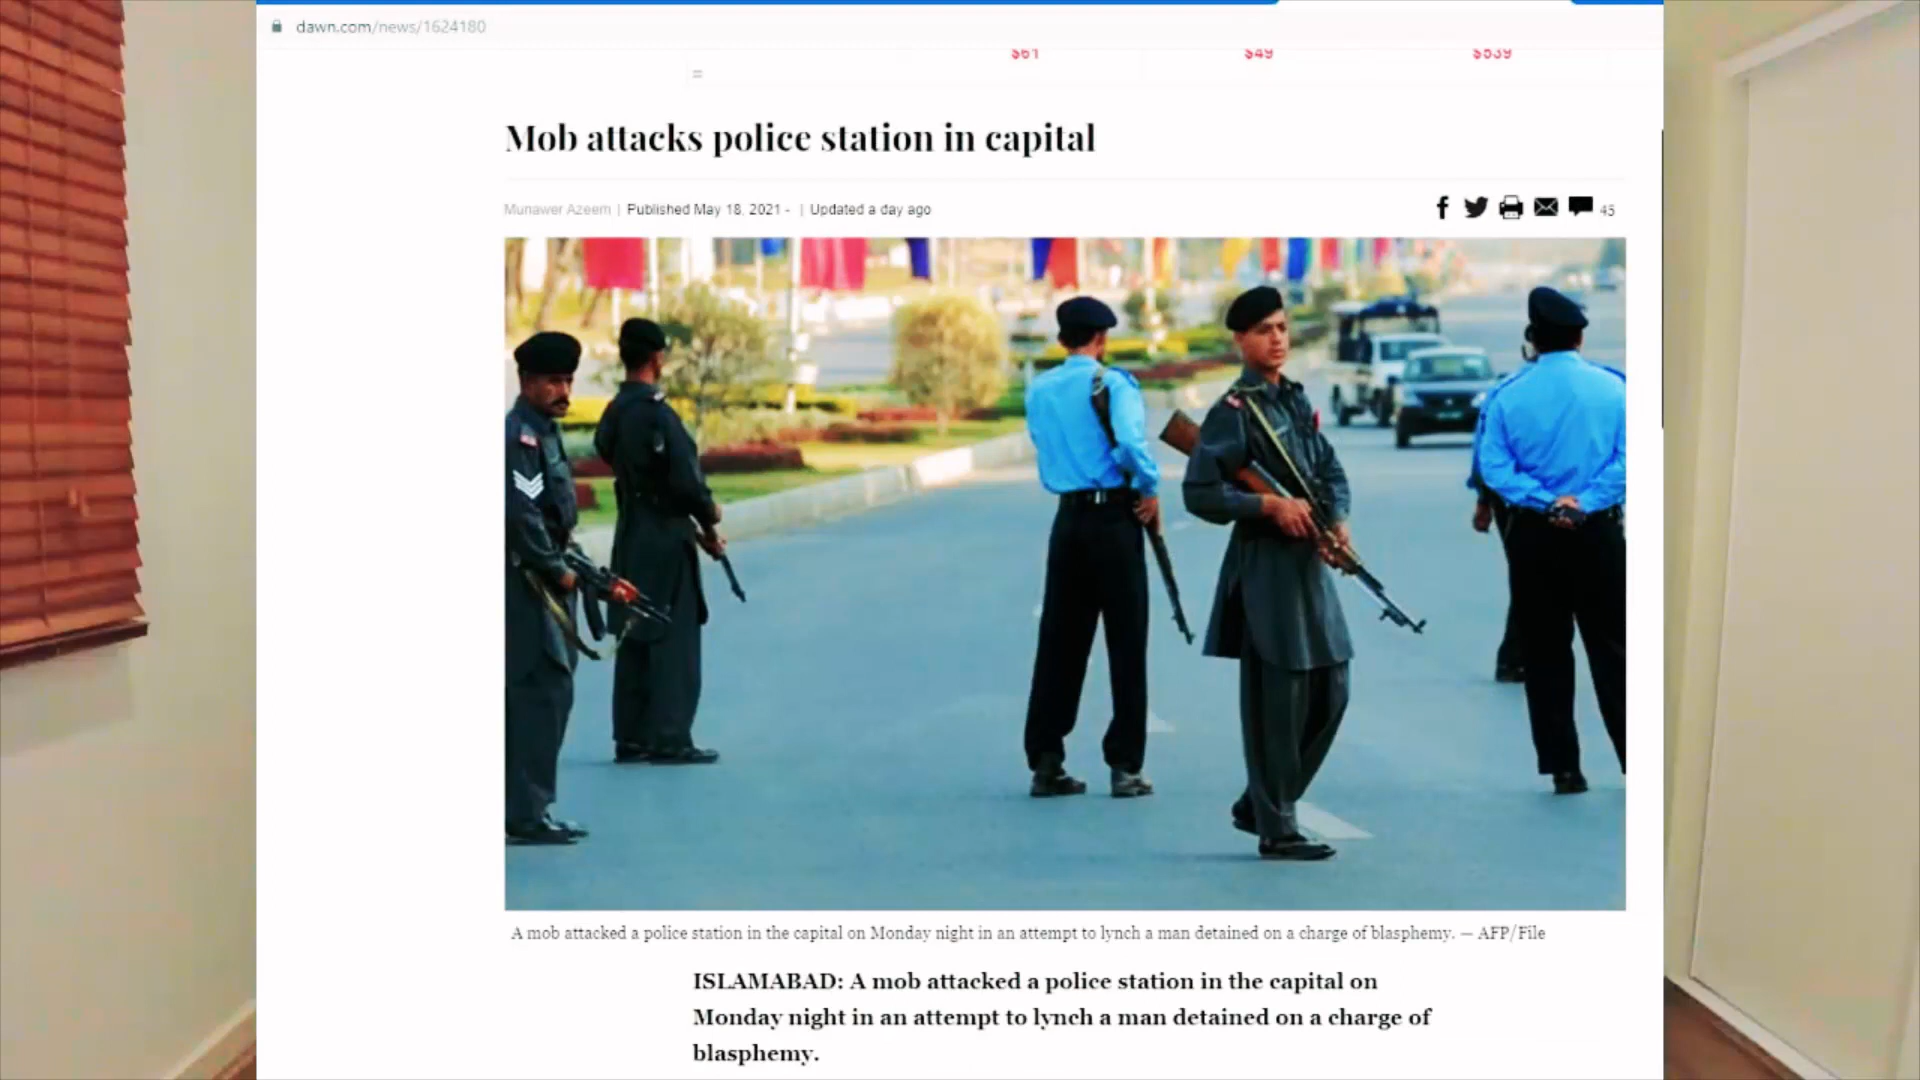 dawn.com/news/1624180
$61 $49 $539
Mob attacks police station in capital
Munawer Azeem | Published May 18, 2021 - | Updated a day ago
45
A mob attacked a police station in the capital on Monday night in an attempt to lynch a man detained on a charge of blasphemy. — AFP/File
ISLAMABAD: A mob attacked a police station in the capital on
Monday night in an attempt to lynch a man detained on a charge of
blasphemy.